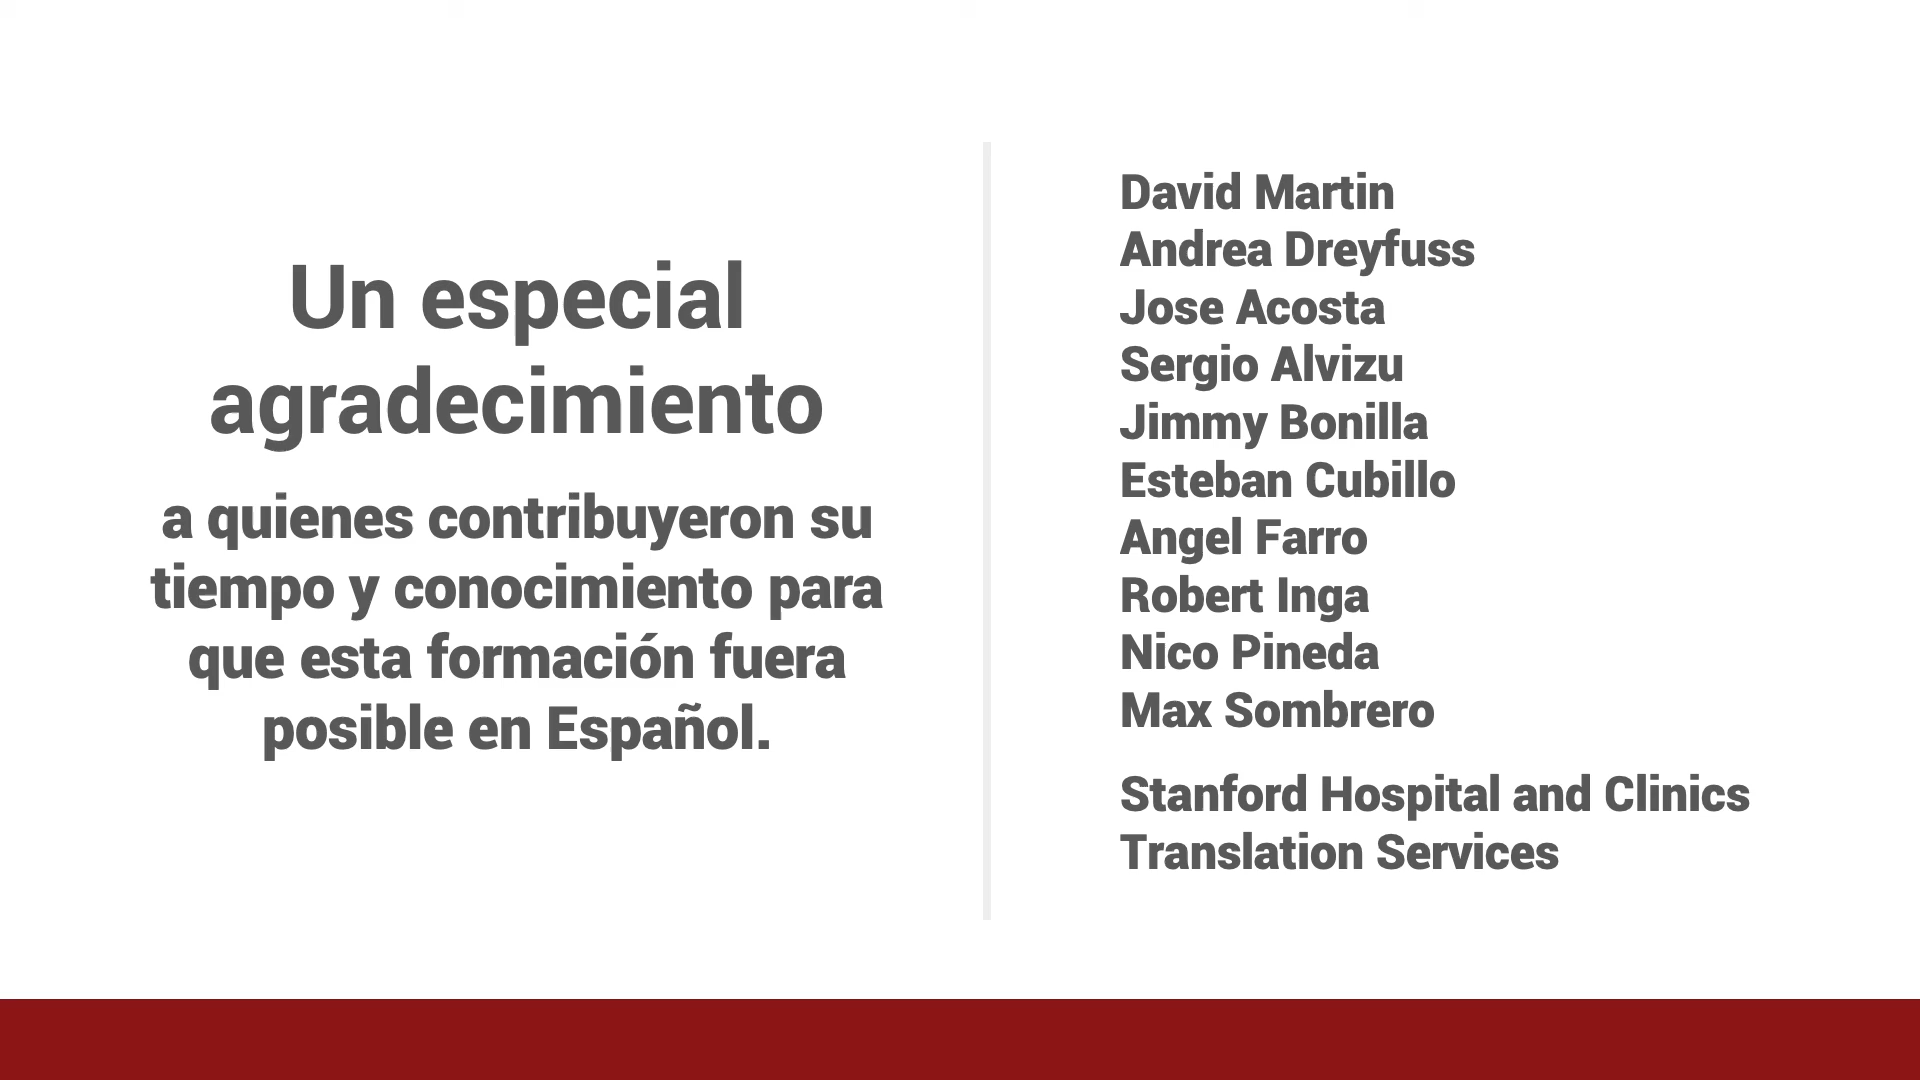 Un especial
agradecimiento
a quienes contribuyeron su
tiempo y conocimiento para
que esta formación fuera
posible en Español.
David Martin
Andrea Dreyfuss
Jose Acosta
Sergio Alvizu
Jimmy Bonilla
Esteban Cubillo
Angel Farro
Robert Inga
Nico Pineda
Max Sombrero
Stanford Hospital and Clinics
Translation Services